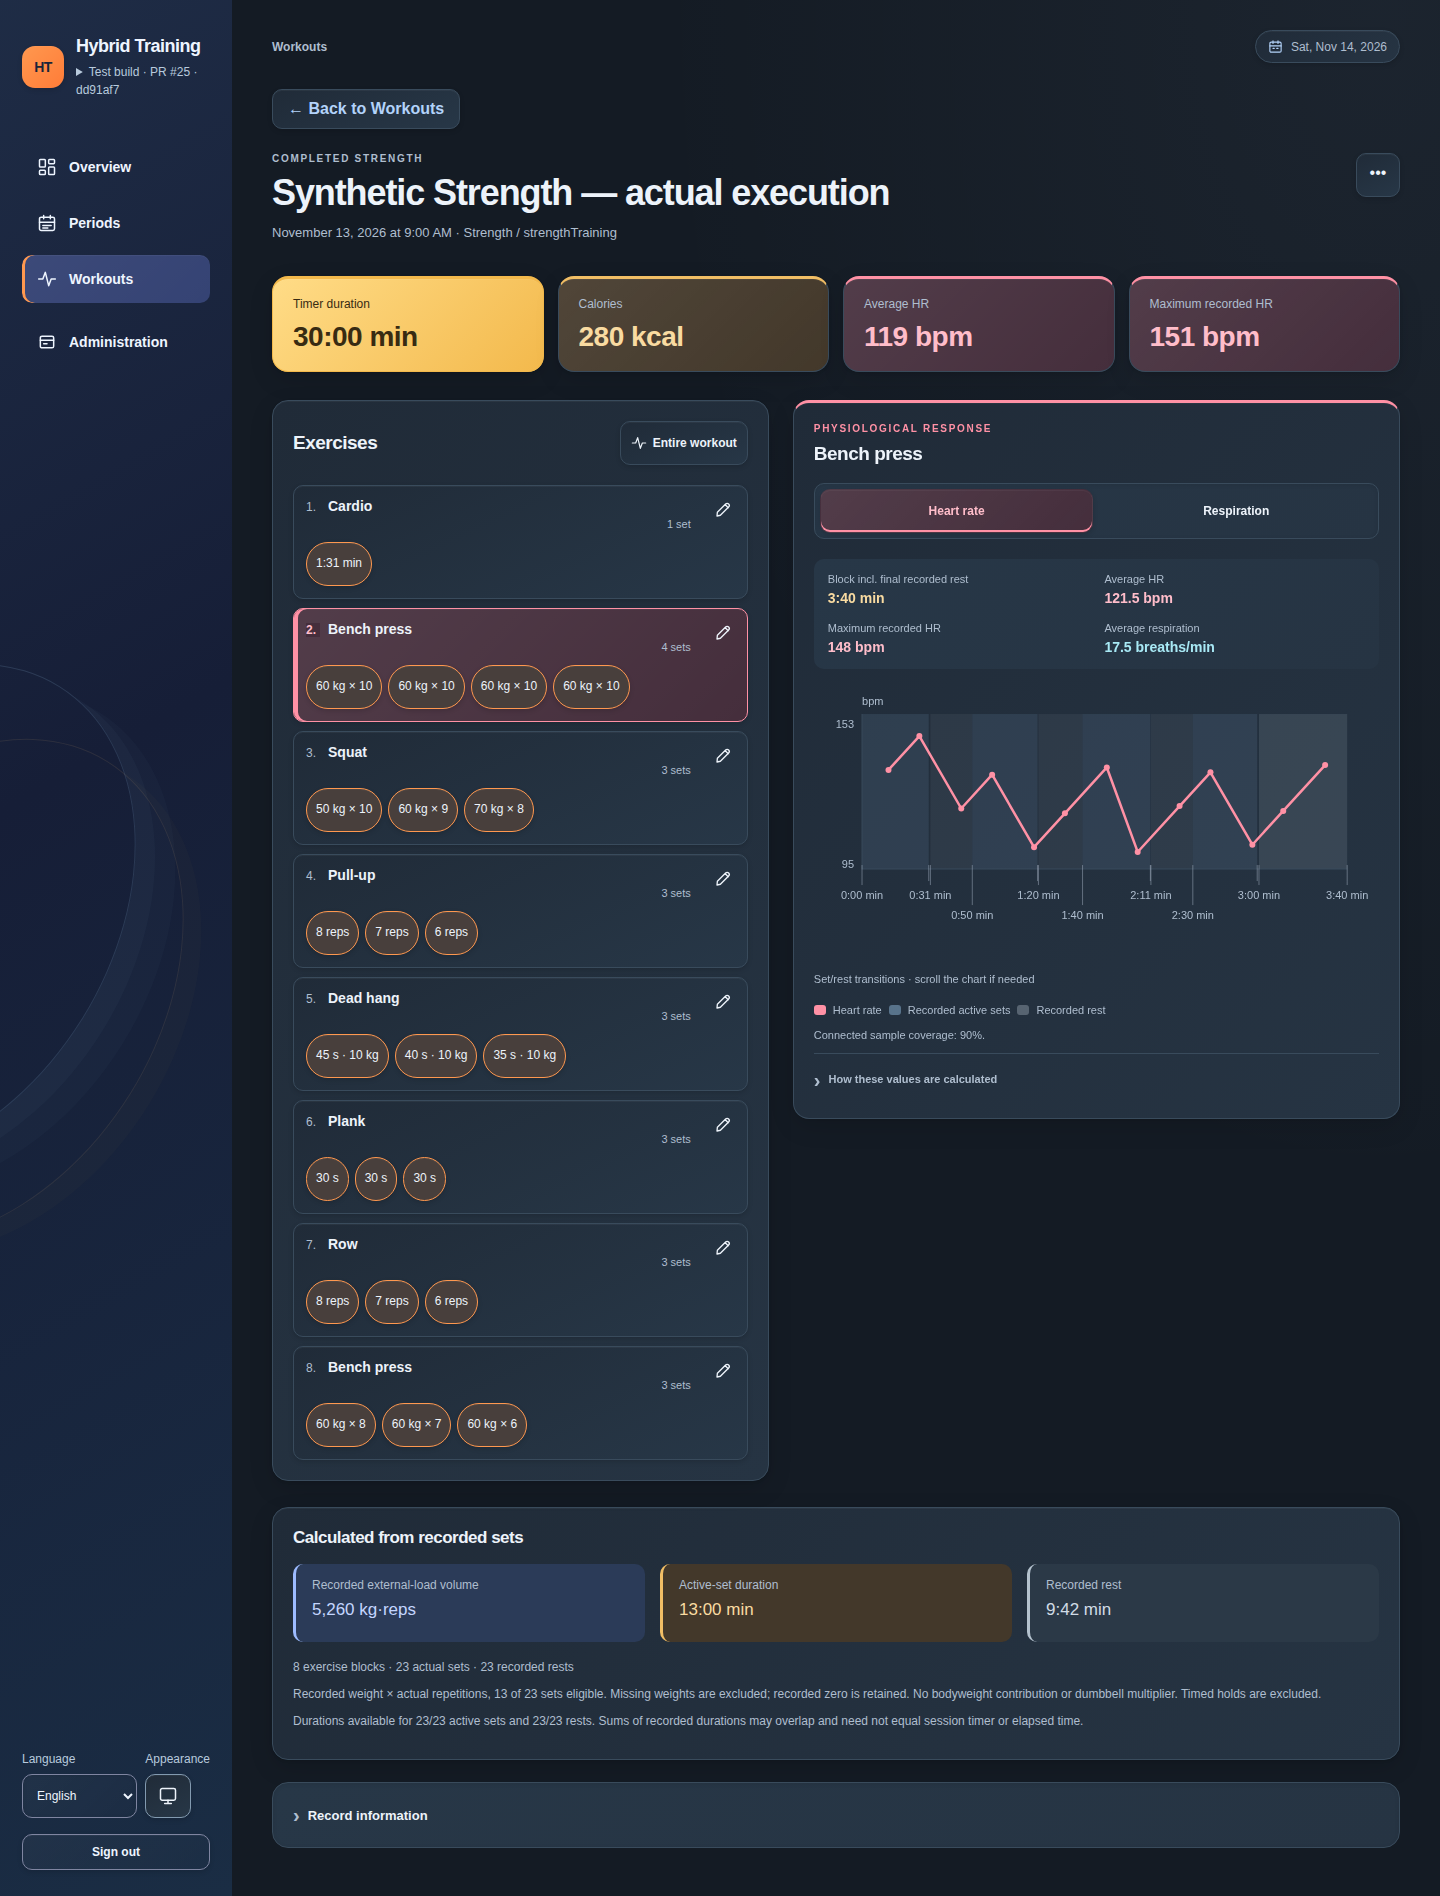 HT
Hybrid Training
▶ Test build · PR #25 ·
dd91af7
Overview
Periods
Workouts
Administration
Language
Appearance
English
Sign out
Workouts
Sat, Nov 14, 2026
← Back to Workouts
COMPLETED STRENGTH
Synthetic Strength — actual execution
•••
November 13, 2026 at 9:00 AM · Strength / strengthTraining
Timer duration
30:00 min
Calories
280 kcal
Average HR
119 bpm
Maximum recorded HR
151 bpm
Exercises
Entire workout
1. Cardio
1 set
1:31 min
2. Bench press
4 sets
60 kg × 10 60 kg × 10 60 kg × 10 60 kg × 10
3. Squat
3 sets
50 kg × 10 60 kg × 9 70 kg × 8
4. Pull-up
3 sets
8 reps 7 reps 6 reps
5. Dead hang
3 sets
45 s · 10 kg 40 s · 10 kg 35 s · 10 kg
6. Plank
3 sets
30 s 30 s 30 s
7. Row
3 sets
8 reps 7 reps 6 reps
8. Bench press
3 sets
60 kg × 8 60 kg × 7 60 kg × 6
PHYSIOLOGICAL RESPONSE
Bench press
Heart rate Respiration
Block incl. final recorded rest
3:40 min
Average HR
121.5 bpm
Maximum recorded HR
148 bpm
Average respiration
17.5 breaths/min
bpm
153
95
0:00 min 0:31 min 1:20 min 2:11 min 3:00 min 3:40 min
0:50 min 1:40 min 2:30 min
Set/rest transitions · scroll the chart if needed
Heart rate Recorded active sets Recorded rest
Connected sample coverage: 90%.
› How these values are calculated
Calculated from recorded sets
Recorded external-load volume
5,260 kg·reps
Active-set duration
13:00 min
Recorded rest
9:42 min
8 exercise blocks · 23 actual sets · 23 recorded rests
Recorded weight × actual repetitions, 13 of 23 sets eligible. Missing weights are excluded; recorded zero is retained. No bodyweight contribution or dumbbell multiplier. Timed holds are excluded.
Durations available for 23/23 active sets and 23/23 rests. Sums of recorded durations may overlap and need not equal session timer or elapsed time.
› Record information